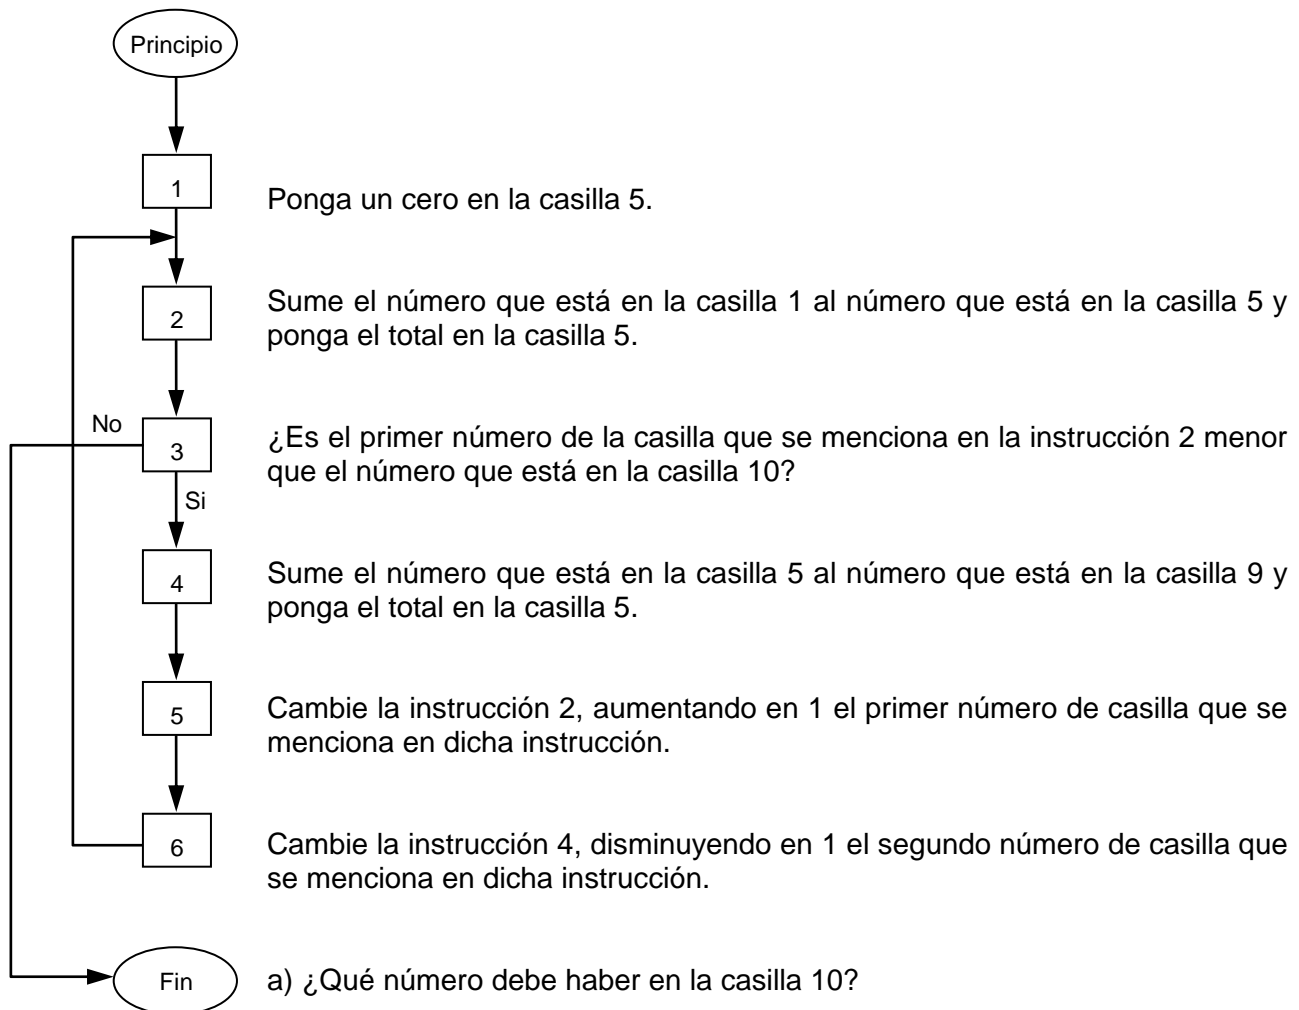 Principio
1
Ponga un cero en la casilla 5.
2
Sume el número que está en la casilla 1 al número que está en la casilla 5 y
ponga el total en la casilla 5.
No
3
¿Es el primer número de la casilla que se menciona en la instrucción 2 menor
que el número que está en la casilla 10?
Si
4
Sume el número que está en la casilla 5 al número que está en la casilla 9 y
ponga el total en la casilla 5.
5
Cambie la instrucción 2, aumentando en 1 el primer número de casilla que se
menciona en dicha instrucción.
6
Cambie la instrucción 4, disminuyendo en 1 el segundo número de casilla que
se menciona en dicha instrucción.
Fin
a) ¿Qué número debe haber en la casilla 10?